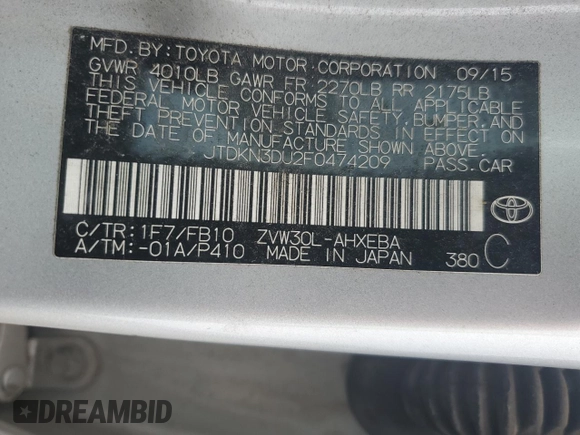 MFD.BY:TOYOTA MOTOR CORPORATION 09/15
GVWR 4010LB GAWR FR 2270LB RR 2175LB
THIS VEHICLE CONFORMS TO ALL APPLICABLE
FEDERAL MOTOR VEHICLE SAFETY,BUMPER,AND
THEFT PREVENTION STANDARDS IN EFFECT ON
THE DATE OF MANUFACTURE SHOWN ABOVE.
JTDKN3DU2F0474209 PASS.CAR
C/TR:1F7/FB10 ZVW30L-AHXEBA
A/TM:-01A/P410 MADE IN JAPAN 380 C
TOYOTA
DREAMBID